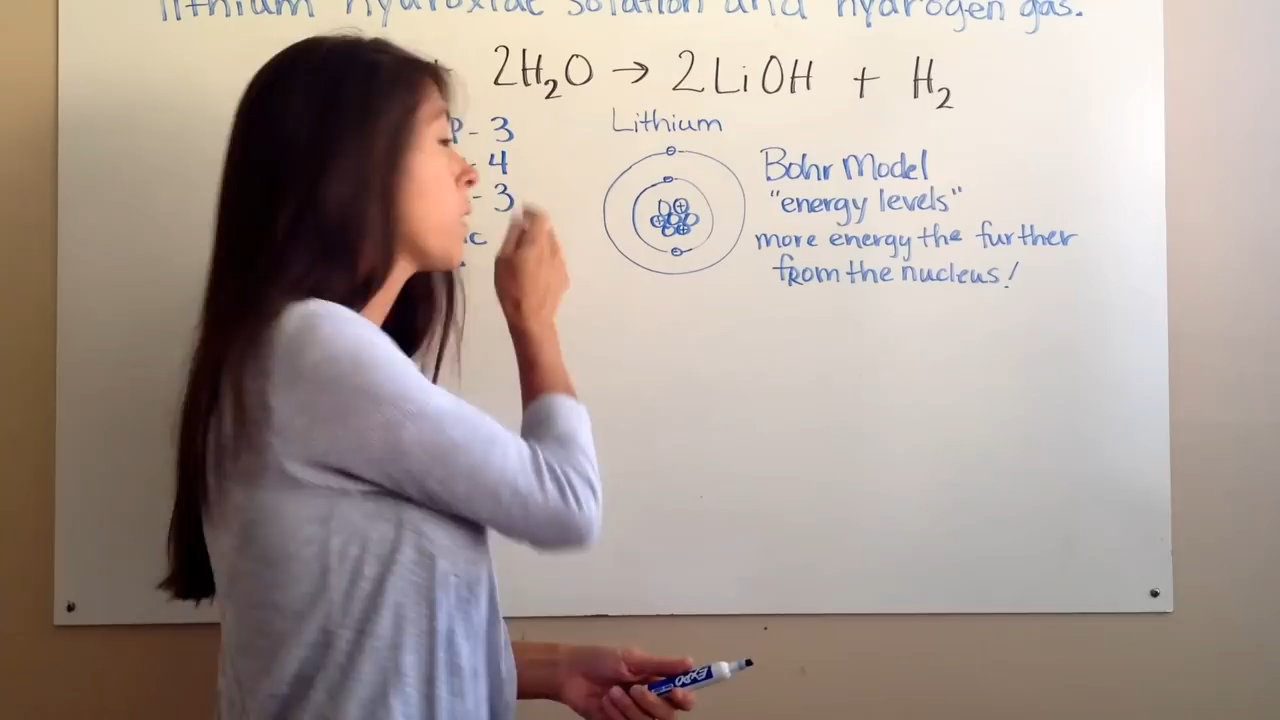 lithium hydroxide solution and hydrogen gas.
2H₂O → 2LiOH + H₂
P - 3
- 4
- 3
Lithium
Bohr Model
"energy levels"
more energy the further
from the nucleus!
EXPO